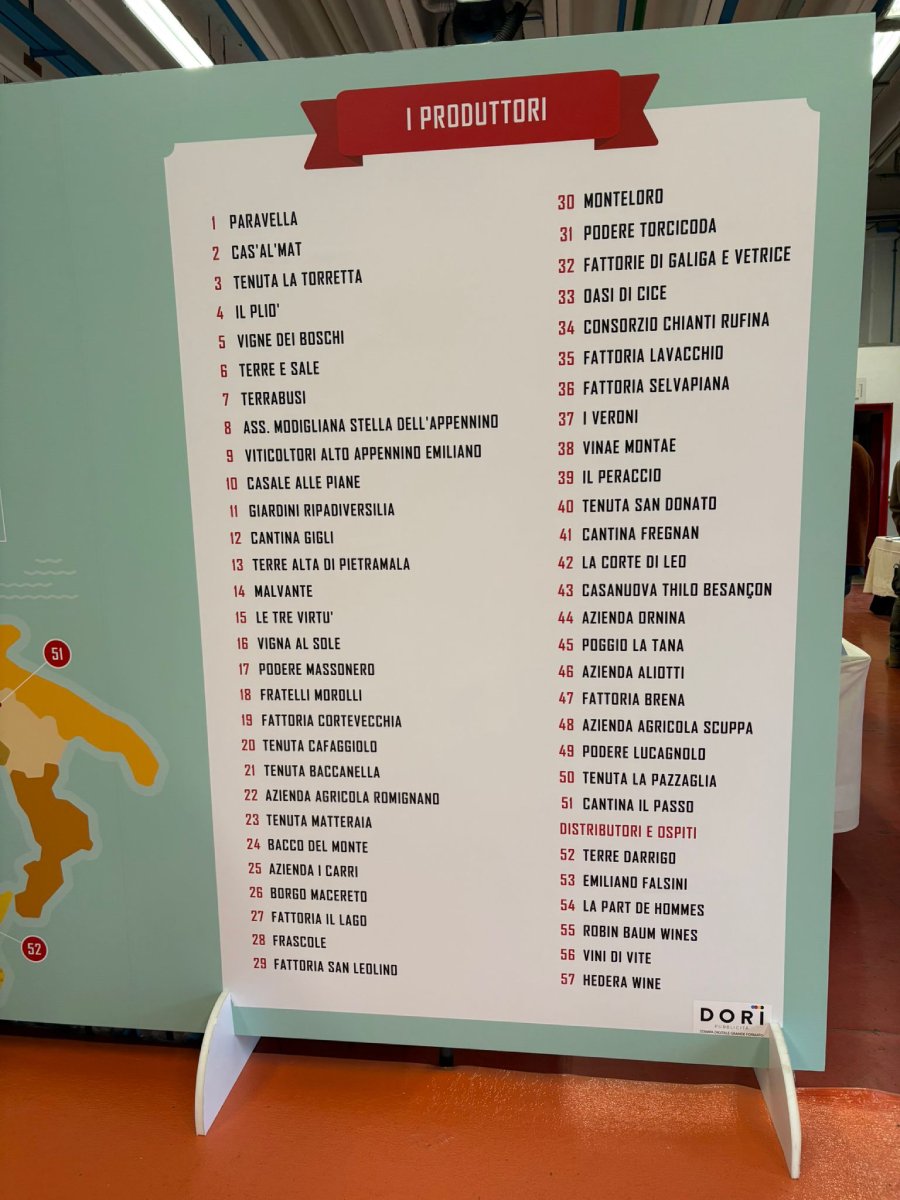 I PRODUTTORI
1 PARAVELLA
2 CAS'AL'MAT
3 TENUTA LA TORRETTA
4 IL PLIO'
5 VIGNE DEI BOSCHI
6 TERRE E SALE
7 TERRABUSI
8 ASS. MODIGLIANA STELLA DELL'APPENNINO
9 VITICOLTORI ALTO APPENNINO EMILIANO
10 CASALE ALLE PIANE
11 GIARDINI RIPADIVERSILIA
12 CANTINA GIGLI
13 TERRE ALTA DI PIETRAMALA
14 MALVANTE
15 LE TRE VIRTU'
16 VIGNA AL SOLE
17 PODERE MASSONERO
18 FRATELLI MOROLLI
19 FATTORIA CORTEVECCHIA
20 TENUTA CAFAGGIOLO
21 TENUTA BACCANELLA
22 AZIENDA AGRICOLA ROMIGNANO
23 TENUTA MATTERAIA
24 BACCO DEL MONTE
25 AZIENDA I CARRI
26 BORGO MACERETO
27 FATTORIA IL LAGO
28 FRASCOLE
29 FATTORIA SAN LEOLINO
30 MONTELORO
31 PODERE TORCICODA
32 FATTORIE DI GALIGA E VETRICE
33 OASI DI CICE
34 CONSORZIO CHIANTI RUFINA
35 FATTORIA LAVACCHIO
36 FATTORIA SELVAPIANA
37 I VERONI
38 VINAE MONTAE
39 IL PERACCIO
40 TENUTA SAN DONATO
41 CANTINA FREGNAN
42 LA CORTE DI LEO
43 CASANUOVA THILO BESANÇON
44 AZIENDA ORNINA
45 POGGIO LA TANA
46 AZIENDA ALIOTTI
47 FATTORIA BRENA
48 AZIENDA AGRICOLA SCUPPA
49 PODERE LUCAGNOLO
50 TENUTA LA PAZZAGLIA
51 CANTINA IL PASSO
DISTRIBUTORI E OSPITI
52 TERRE DARRIGO
53 EMILIANO FALSINI
54 LA PART DE HOMMES
55 ROBIN BAUM WINES
56 VINI DI VITE
57 HEDERA WINE
51
52
DORI
PUBBLICITÀ
STAMPA DIGITALE GRANDE FORMATO